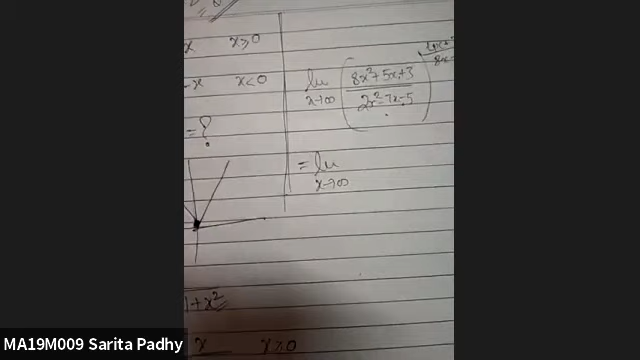 x x≥0
-x x<0
= ?
1+x²
x x≥0
lim x→∞ ( 8x²+5x+3 / 2x²-7x-5 )
= lim x→∞
MA19M009 Sarita Padhy